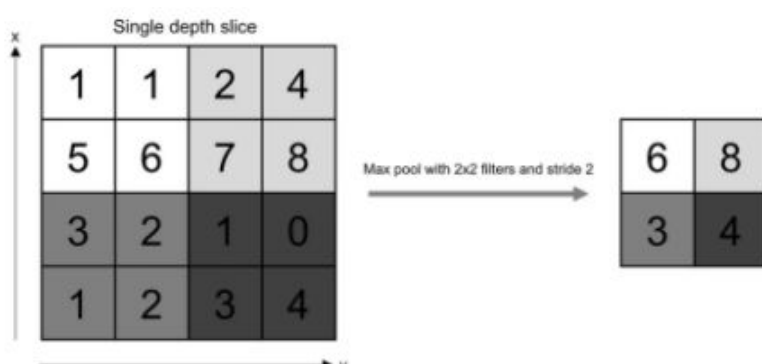 Single depth slice
x
1 1 2 4
5 6 7 8
3 2 1 0
1 2 3 4
Max pool with 2x2 filters and stride 2
6 8
3 4